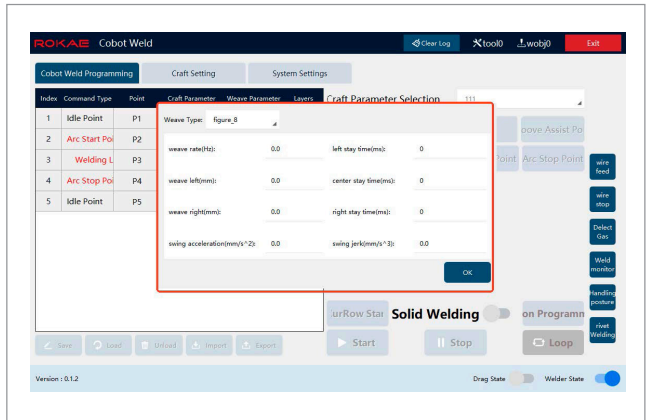 ROKAE Cobot Weld Clear Log tool0 wobj0 Exit
Cobot Weld Programming Craft Setting System Settings
Index Command Type Point Craft Parameter Weave Parameter Layers Craft Parameter Selection 111
Weave Type: figure_8
1 Idle Point P1
oove Assist Po
2 Arc Start Poi P2
weave rate(Hz): 0.0 left stay time(ms): 0
3 Welding L P3
Point Arc Stop Point
wire feed
4 Arc Stop Poi P4
weave left(mm): 0.0 center stay time(ms): 0
5 Idle Point P5
wire stop
weave right(mm): 0.0 right stay time(ms): 0
Delect Gas
swing acceleration(mm/s^2): 0.0 swing jerk(mm/s^3): 0.0
OK
Weld monitor
Handling posture
urRow Star Solid Welding on Programm
rivet Welding
Save Load Unload Import Export Start Stop Loop
Version : 0.1.2 Drag State Welder State